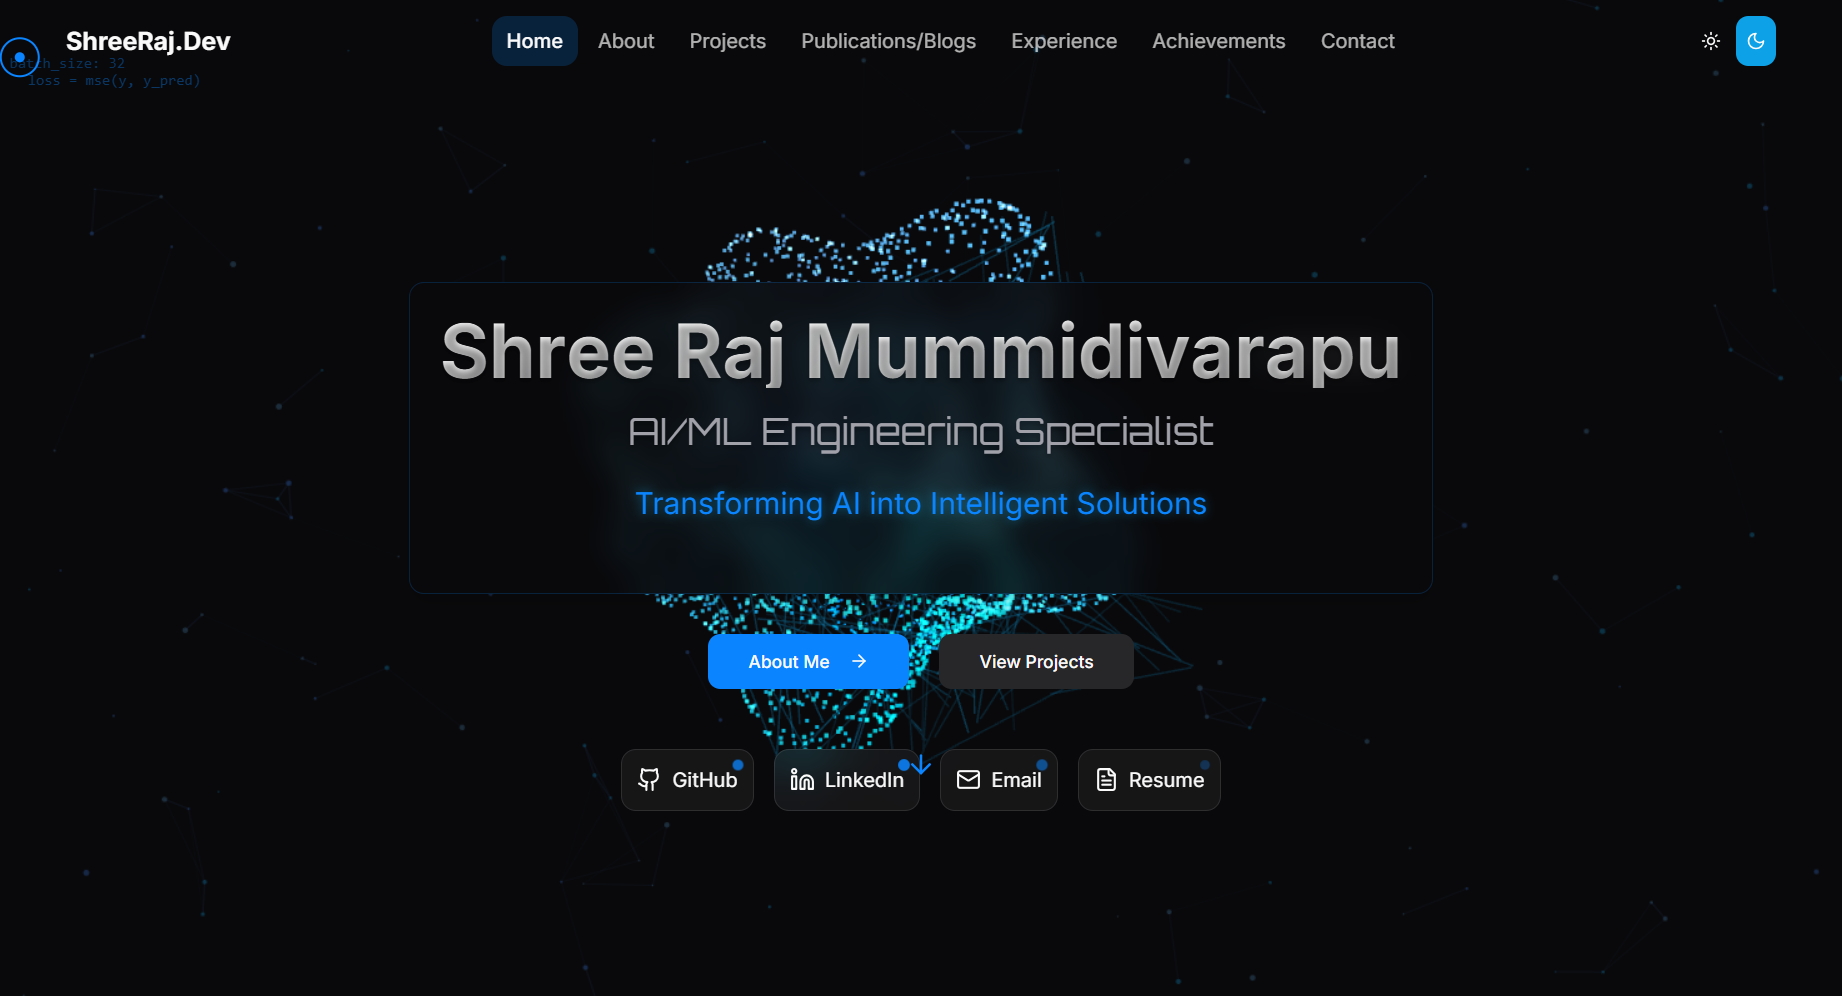 ShreeRaj.Dev
Home
About
Projects
Publications/Blogs
Experience
Achievements
Contact
batch_size: 32
loss = mse(y, y_pred)
Shree Raj Mummidivarapu
AI/ML Engineering Specialist
Transforming AI into Intelligent Solutions
About Me
View Projects
GitHub
LinkedIn
Email
Resume